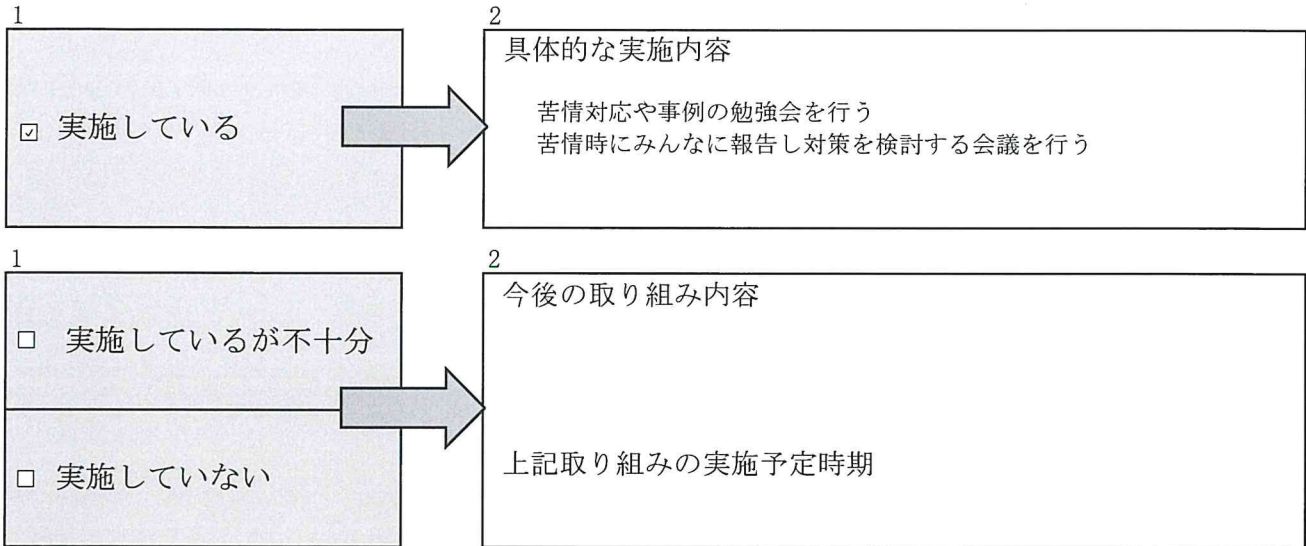 1
☑ 実施している
2
具体的な実施内容
苦情対応や事例の勉強会を行う
苦情時にみんなに報告し対策を検討する会議を行う
1
□ 実施しているが不十分
□ 実施していない
2
今後の取り組み内容
上記取り組みの実施予定時期